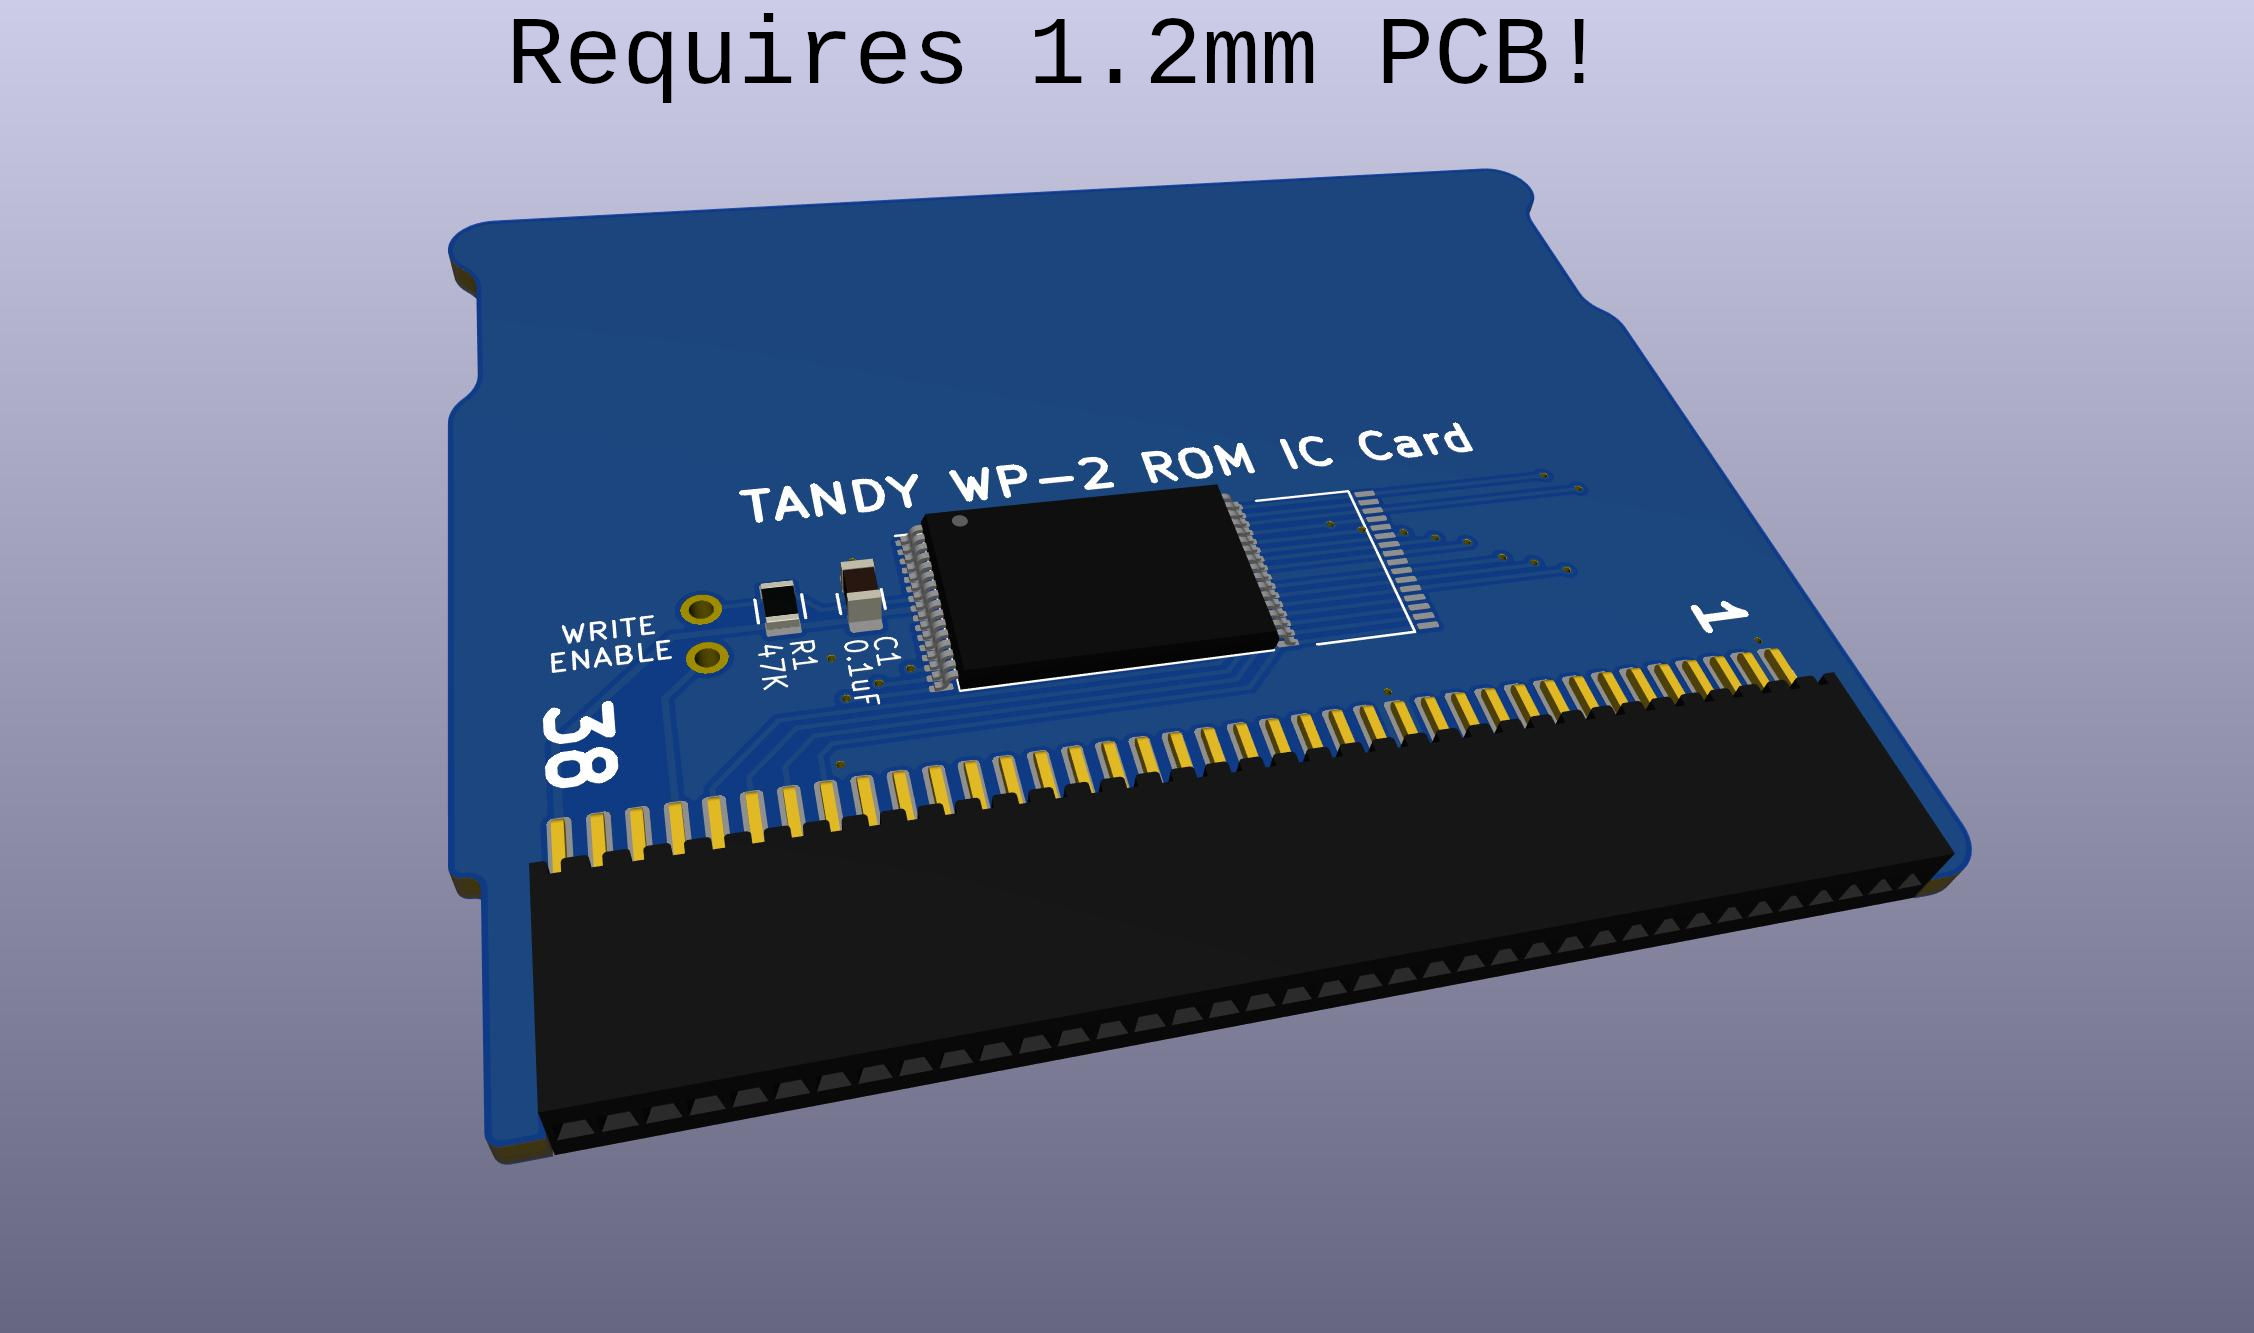 Requires 1.2mm PCB!
TANDY WP-2 ROM IC Card
WRITE
ENABLE
R1
47K
C1
0.1uF
38
1